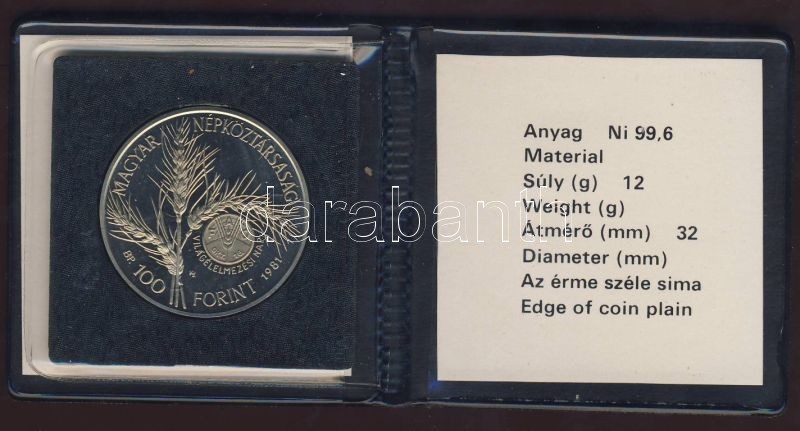 MAGYAR NÉPKÖZTÁRSASÁG
VILÁGÉLELMEZÉSI NAP
BP. 100 FORINT 1981
Anyag Ni 99,6
Material
Súly (g) 12
Weight (g)
Átmérő (mm) 32
Diameter (mm)
Az érme széle sima
Edge of coin plain
darabanth